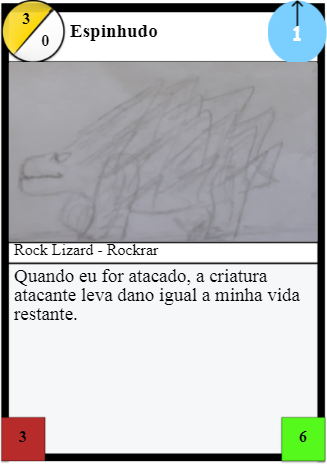 3
0
Espinhudo
1
Rock Lizard - Rockrar
Quando eu for atacado, a criatura
atacante leva dano igual a minha vida
restante.
3
6